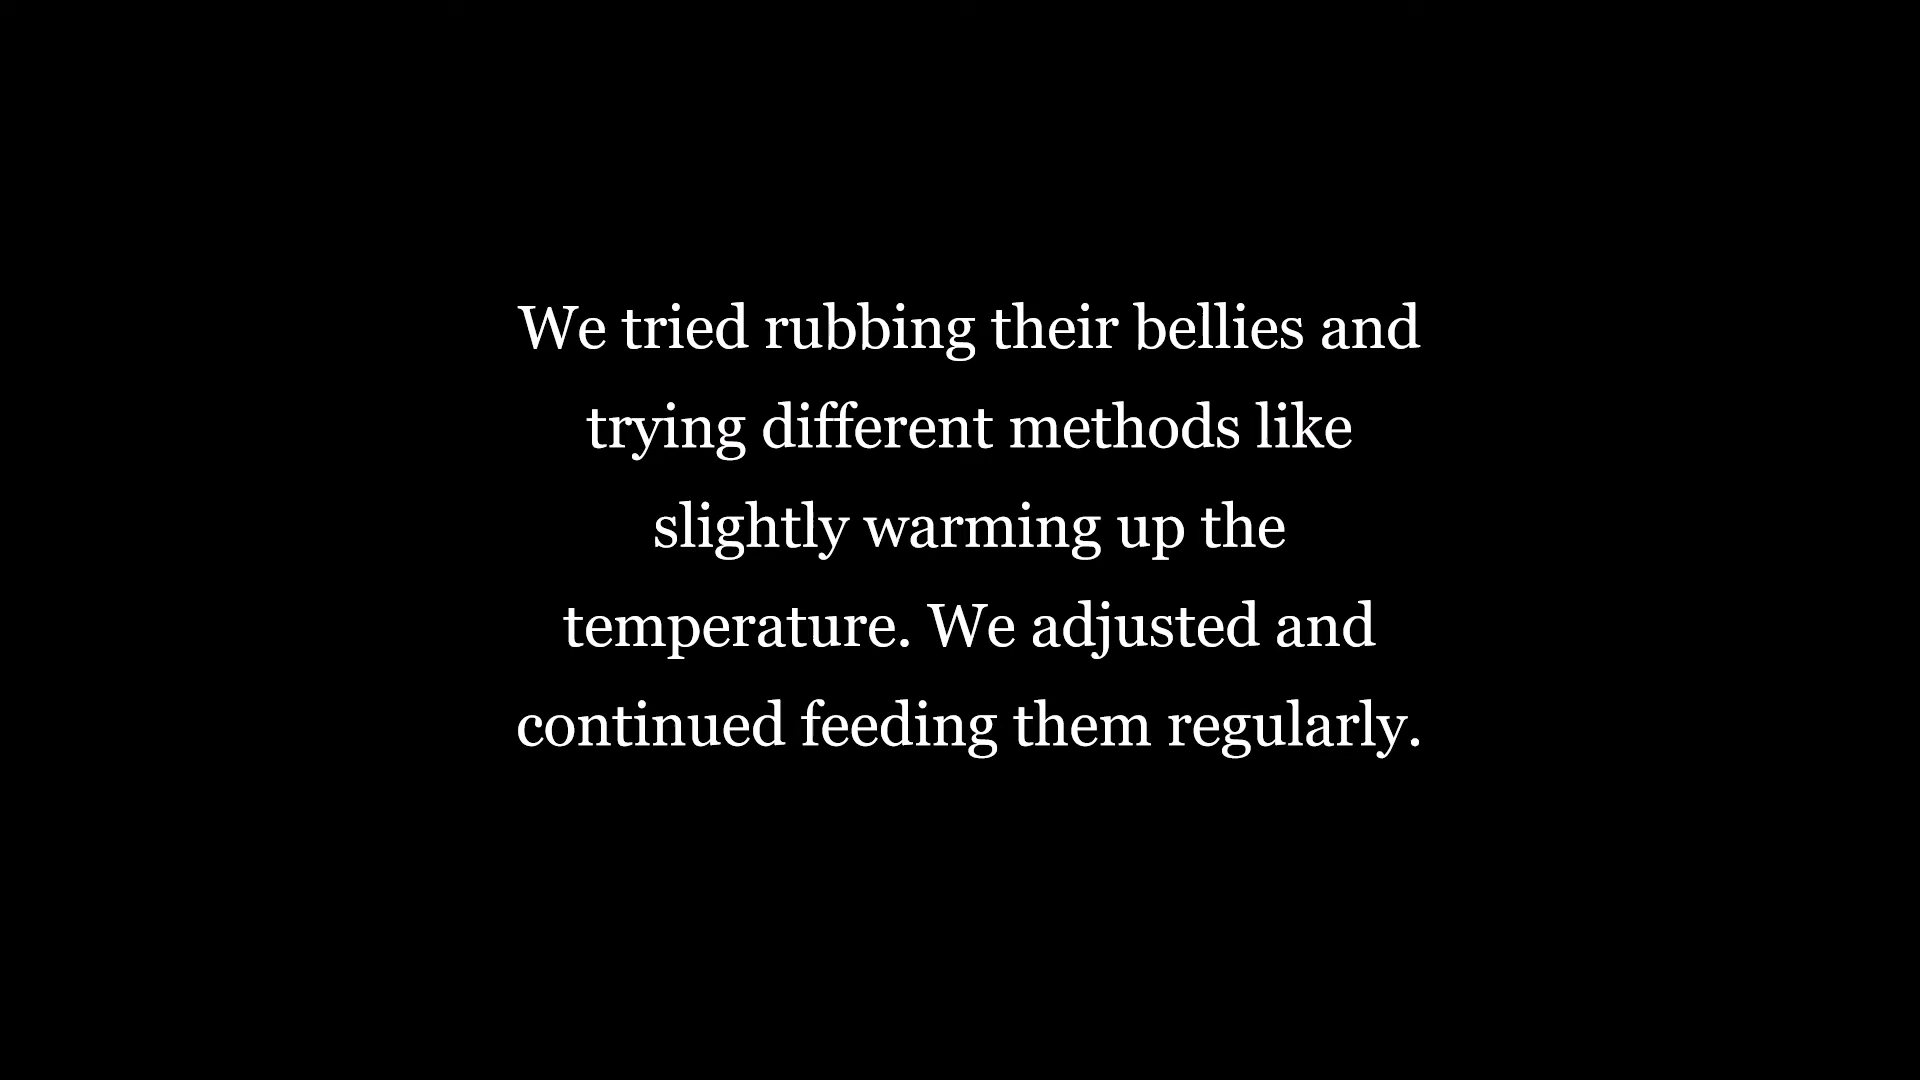 We tried rubbing their bellies and
trying different methods like
slightly warming up the
temperature. We adjusted and
continued feeding them regularly.